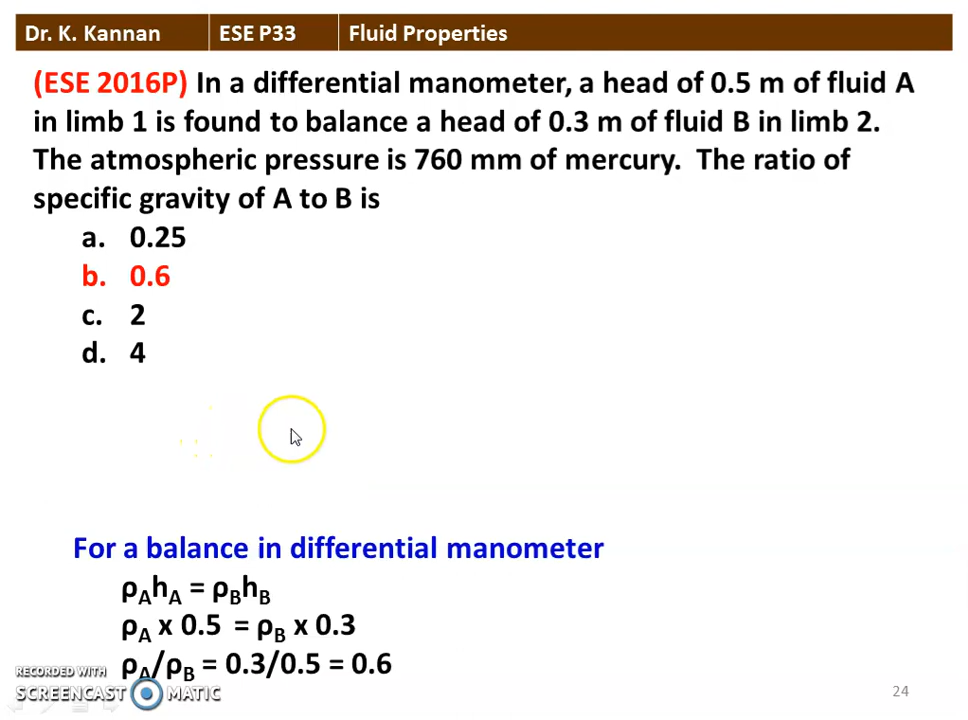 Dr. K. Kannan ESE P33 Fluid Properties
(ESE 2016P) In a differential manometer, a head of 0.5 m of fluid A
in limb 1 is found to balance a head of 0.3 m of fluid B in limb 2.
The atmospheric pressure is 760 mm of mercury. The ratio of
specific gravity of A to B is
a. 0.25
b. 0.6
c. 2
d. 4
For a balance in differential manometer
ρAhA = ρBhB
ρA x 0.5 = ρB x 0.3
ρA/ρB = 0.3/0.5 = 0.6
RECORDED WITH
SCREENCAST MATIC
24